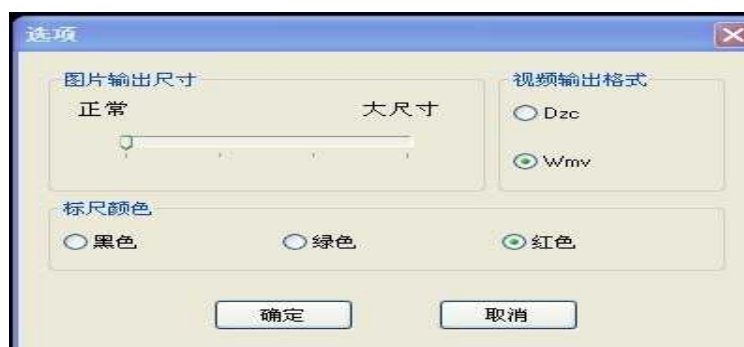 选项
图片输出尺寸
正常 大尺寸
视频输出格式
Dzc
Wmv
标尺颜色
黑色 绿色 红色
确定 取消